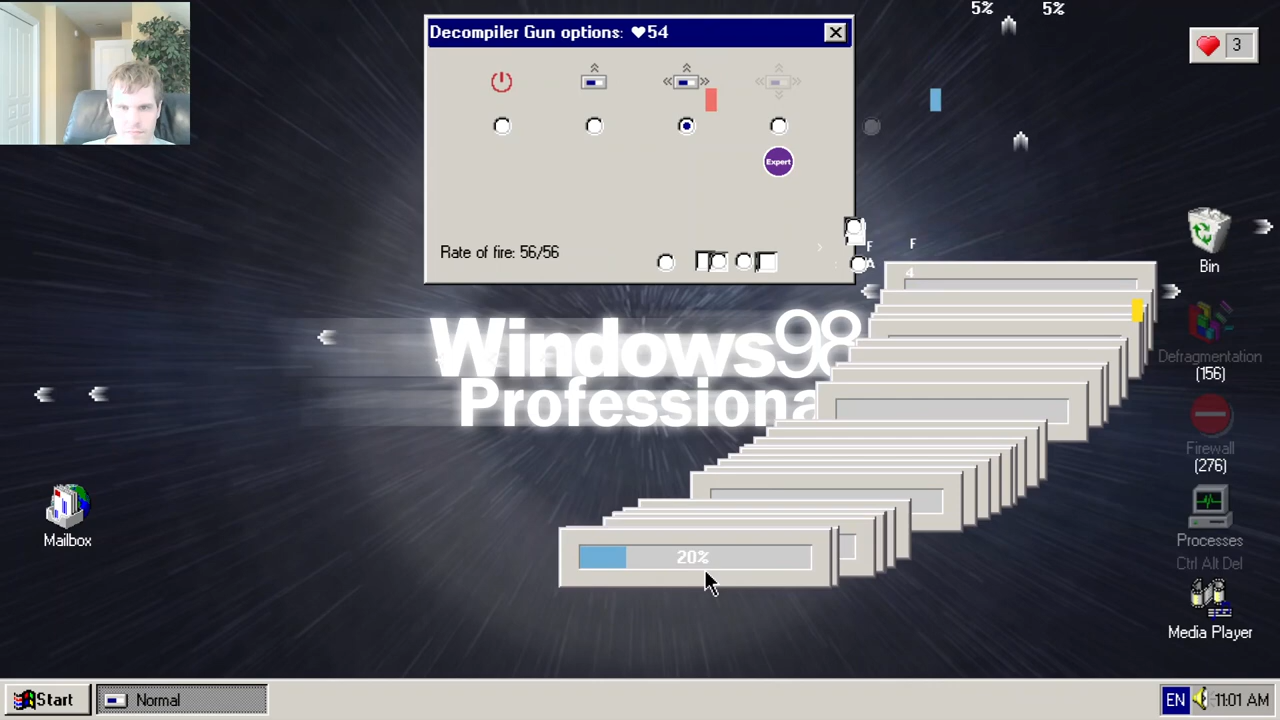 5%
5%
Decompiler Gun options: ♥54
3
Expert
Rate of fire: 56/56
F
F
A
4
Bin
Windows98
Professiona
Defragmentation
(156)
Firewall
(276)
Mailbox
Processes
Ctrl Alt Del
20%
Media Player
Start
Normal
EN
11:01 AM